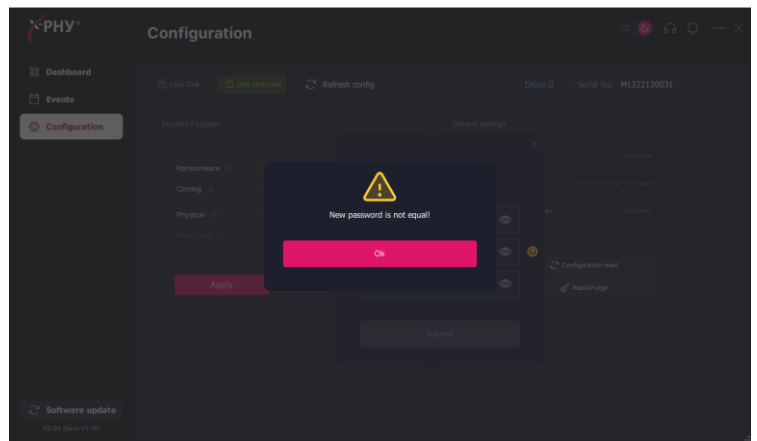 X-PHY®
Configuration
Dashboard
Events
Configuration
Lock Disk
Disk Unlocked
Refresh config
Drive 0
Serial No: M1222120031
Security Features
General settings
Ransomware
Cloning
Physical
New password is not equal!
Ok
Apply
Configuration reset
Rapid Purge
Submit
Software update